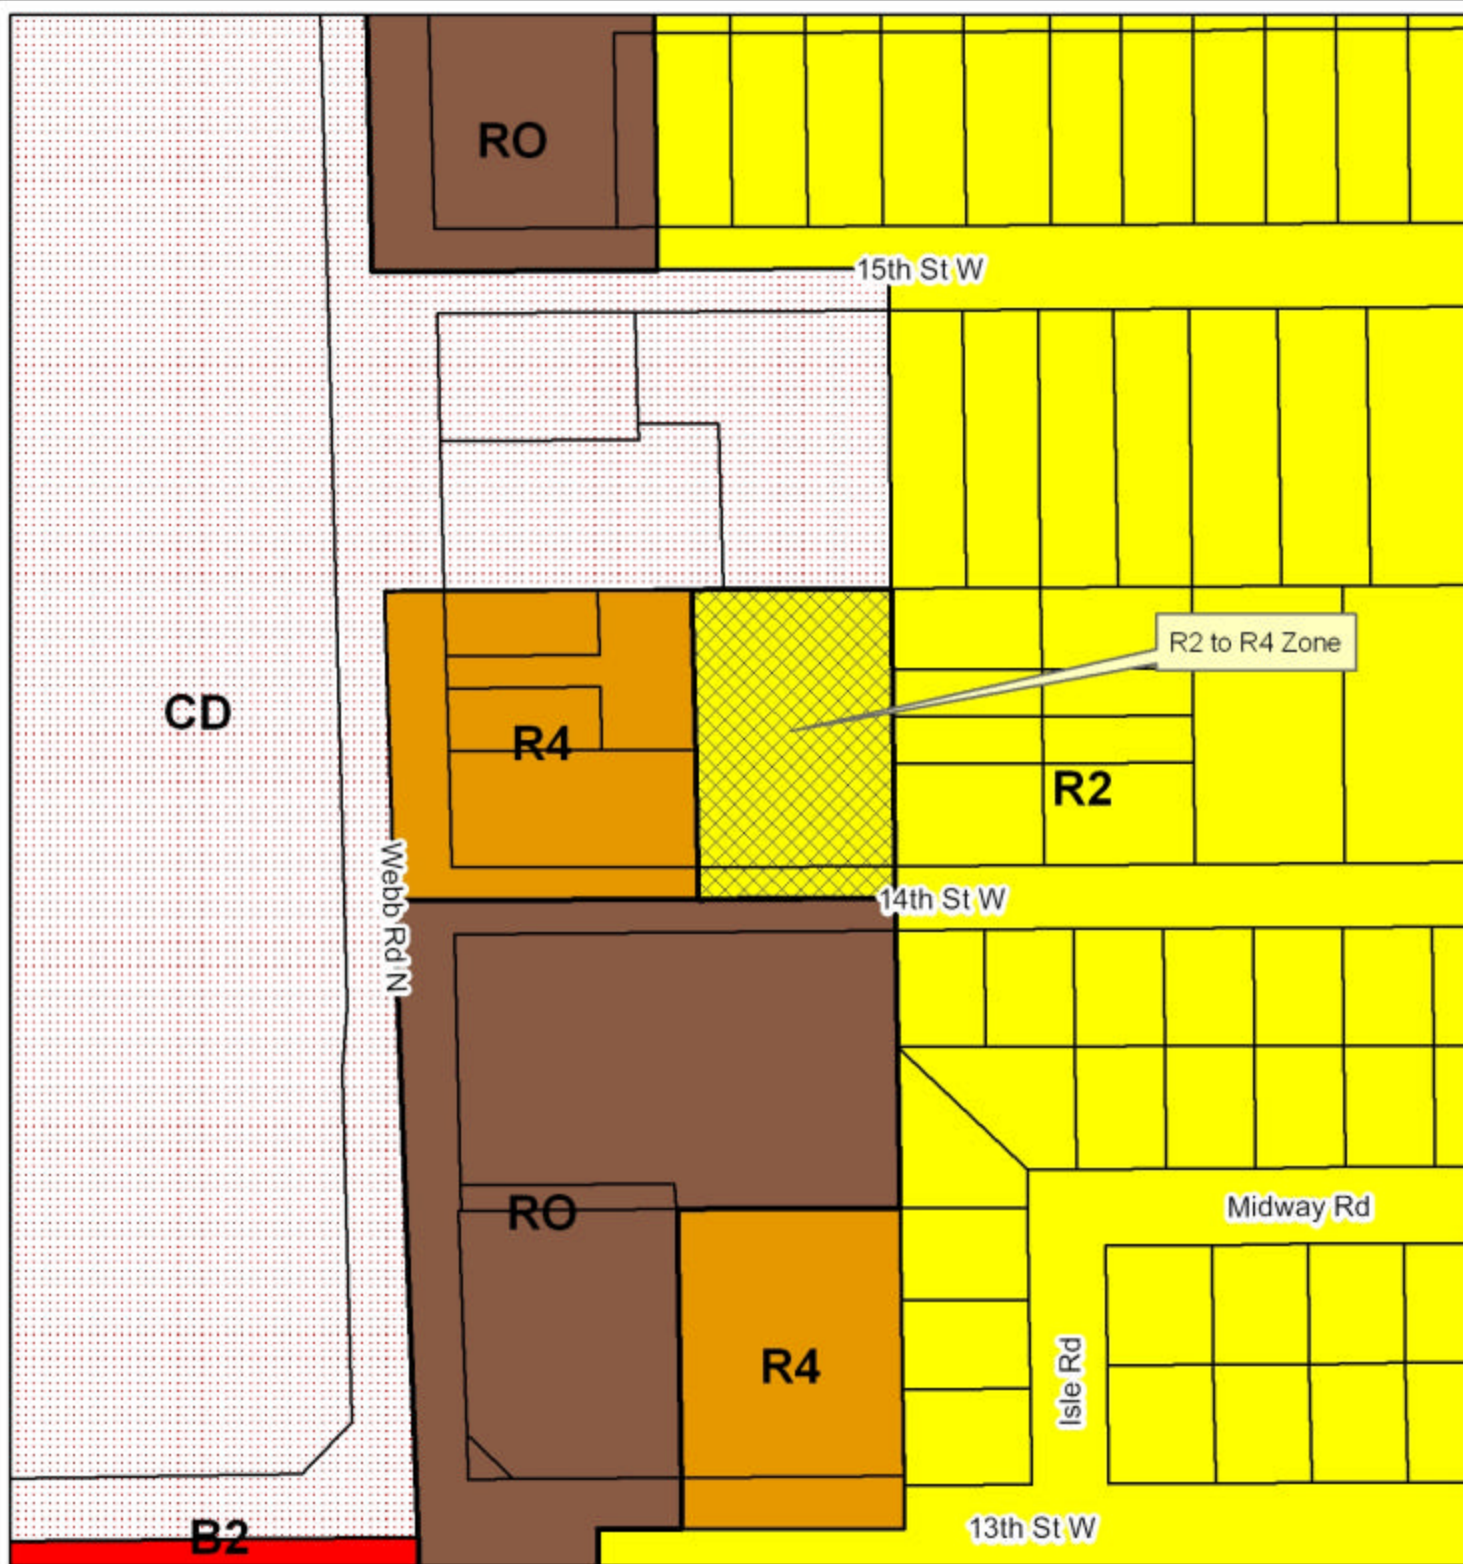 RO
15th St W
R2 to R4 Zone
CD
R4
R2
Webb Rd N
14th St W
RO
Midway Rd
R4
Isle Rd
13th St W
B2